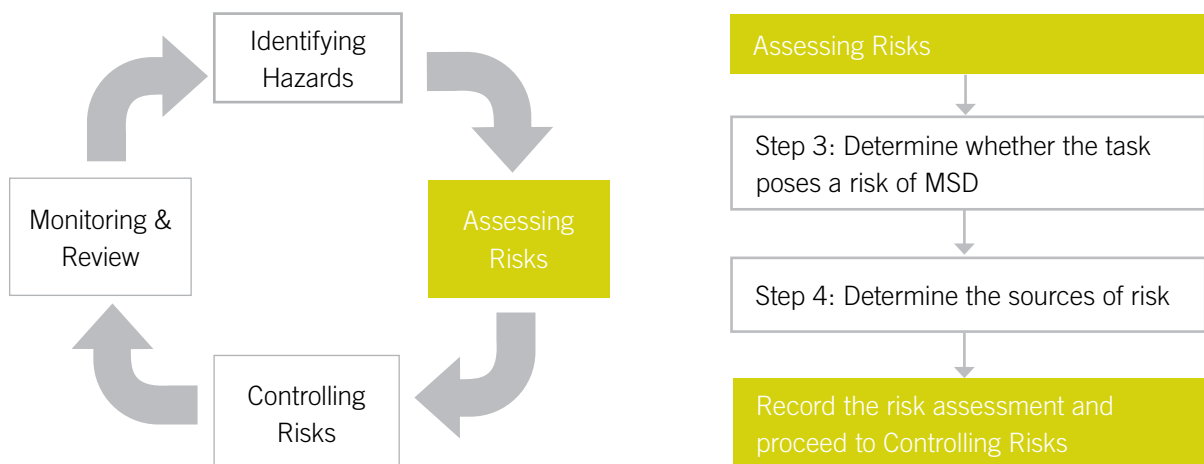 Identifying
Hazards
Assessing
Risks
Controlling
Risks
Monitoring &
Review
Assessing Risks
Step 3: Determine whether the task
poses a risk of MSD
Step 4: Determine the sources of risk
Record the risk assessment and
proceed to Controlling Risks